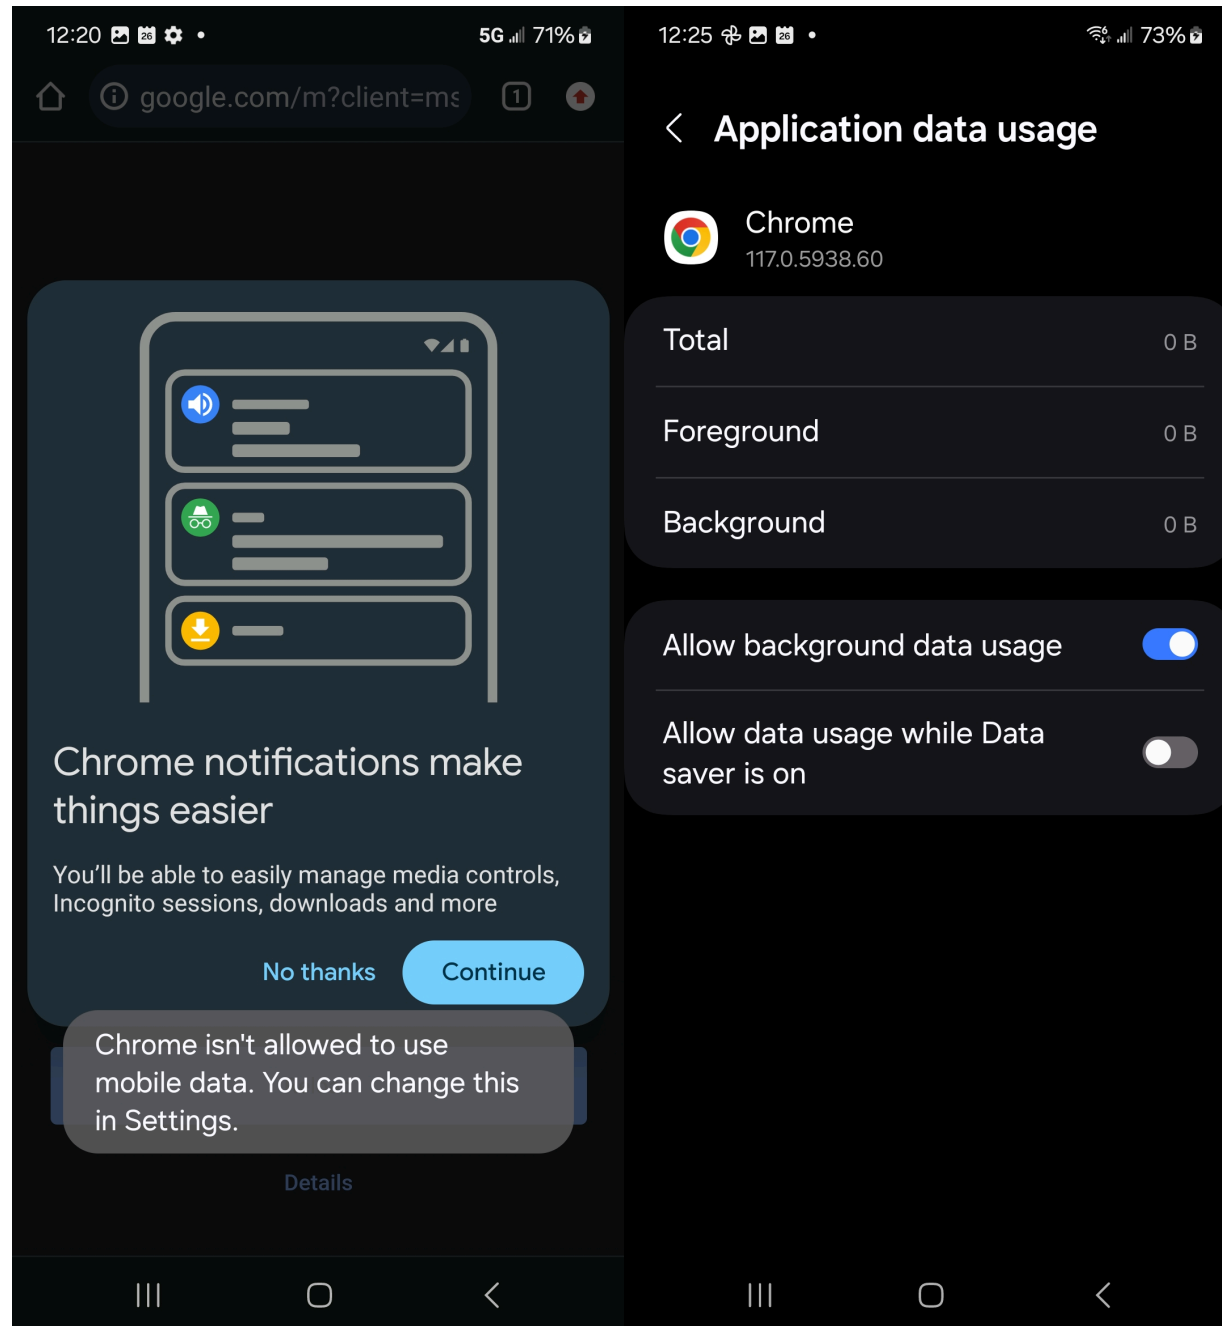 12:20 26 5G 71%
google.com/m?client=ms 1
Chrome notifications make
things easier
You'll be able to easily manage media controls,
Incognito sessions, downloads and more
No thanks Continue
Chrome isn't allowed to use
mobile data. You can change this
in Settings.
Details
12:25 26 6 73%
Application data usage
Chrome
117.0.5938.60
Total 0 B
Foreground 0 B
Background 0 B
Allow background data usage
Allow data usage while Data
saver is on